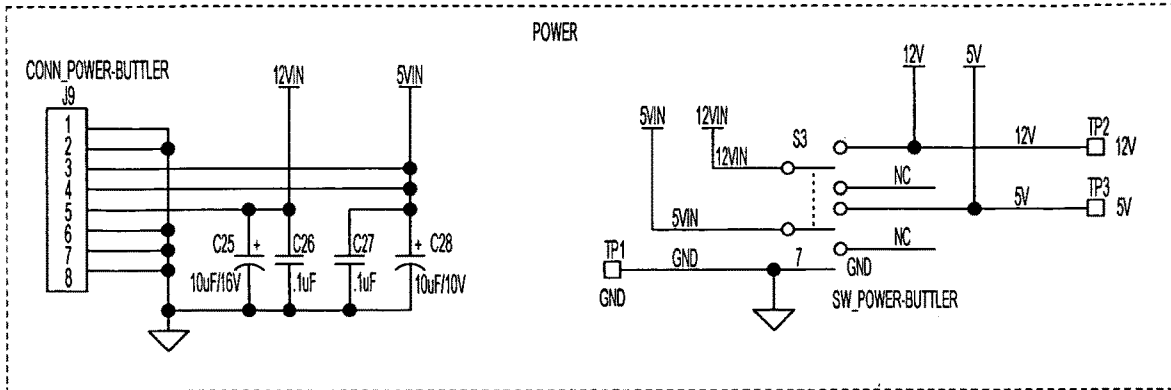 POWER
CONN_POWER-BUTTLER
J9
1
2
3
4
5
6
7
8
12VIN
5VIN
C25
+
10uF/16V
C26
.1uF
C27
.1uF
+
C28
10uF/10V
5VIN
12VIN
12VIN
5VIN
S3
12V
5V
12V
TP2
12V
NC
5V
TP3
5V
NC
TP1
GND
GND
7
GND
SW_POWER-BUTTLER